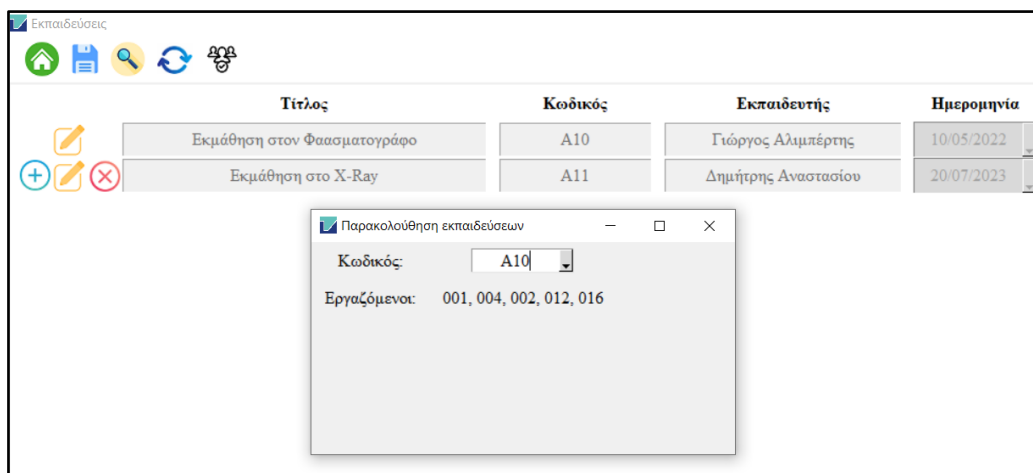 Εκπαιδεύσεις
Τίτλος Κωδικός Εκπαιδευτής Ημερομηνία
Εκμάθηση στον Φαασματογράφο A10 Γιώργος Αλιμπέρτης 10/05/2022
Εκμάθηση στο X-Ray A11 Δημήτρης Αναστασίου 20/07/2023
Παρακολούθηση εκπαιδεύσεων
Κωδικός: A10
Εργαζόμενοι: 001, 004, 002, 012, 016